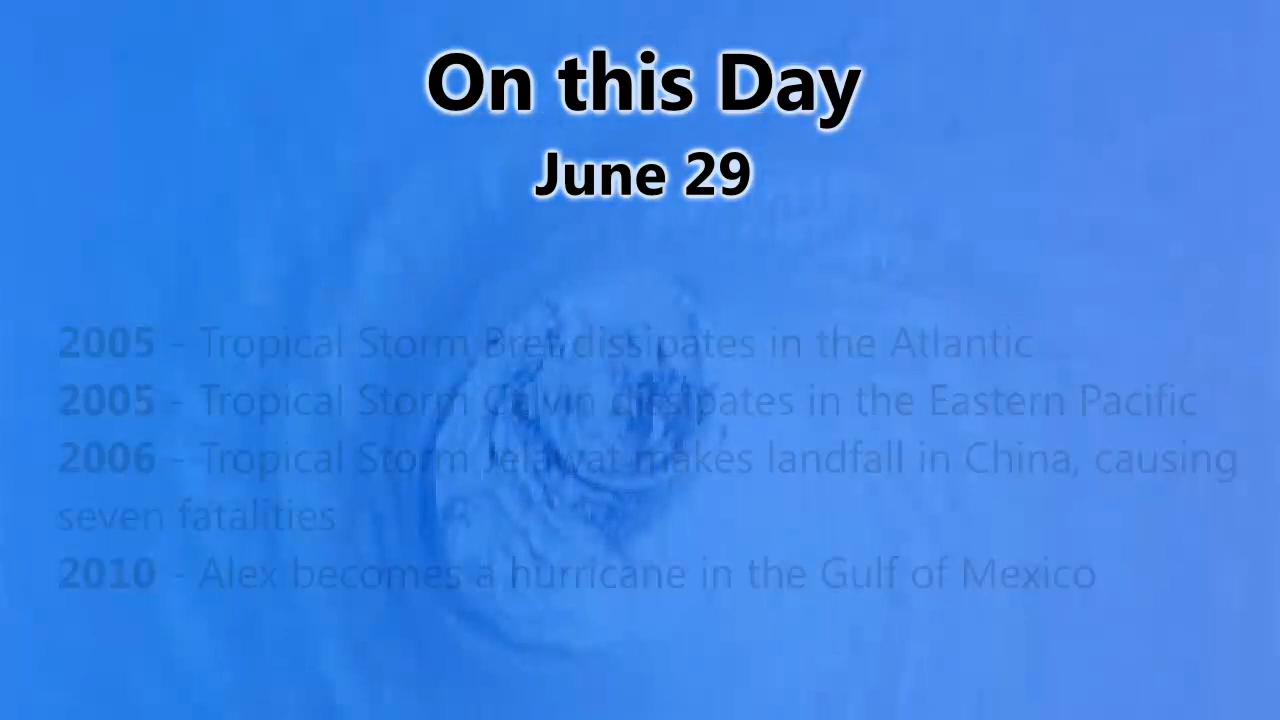 On this Day
June 29
2005 - Tropical Storm Bret dissipates in the Atlantic
2005 - Tropical Storm Calvin dissipates in the Eastern Pacific
2006 - Tropical Storm Jelawat makes landfall in China, causing
seven fatalities
2010 - Alex becomes a hurricane in the Gulf of Mexico